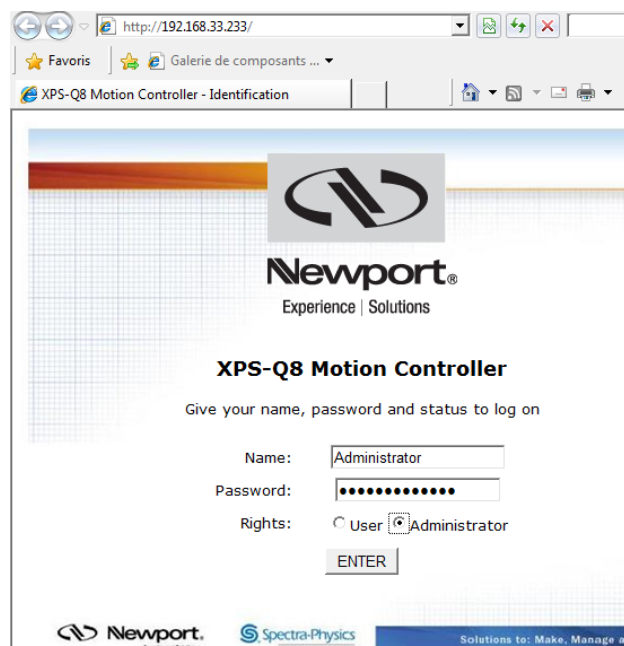 http://192.168.33.233/
Favoris Galerie de composants ...
XPS-Q8 Motion Controller - Identification
Newport®
Experience | Solutions
XPS-Q8 Motion Controller
Give your name, password and status to log on
Name: Administrator
Password: •••••••••••••
Rights: User Administrator
ENTER
Newport. Spectra-Physics Solutions to: Make, Manage a